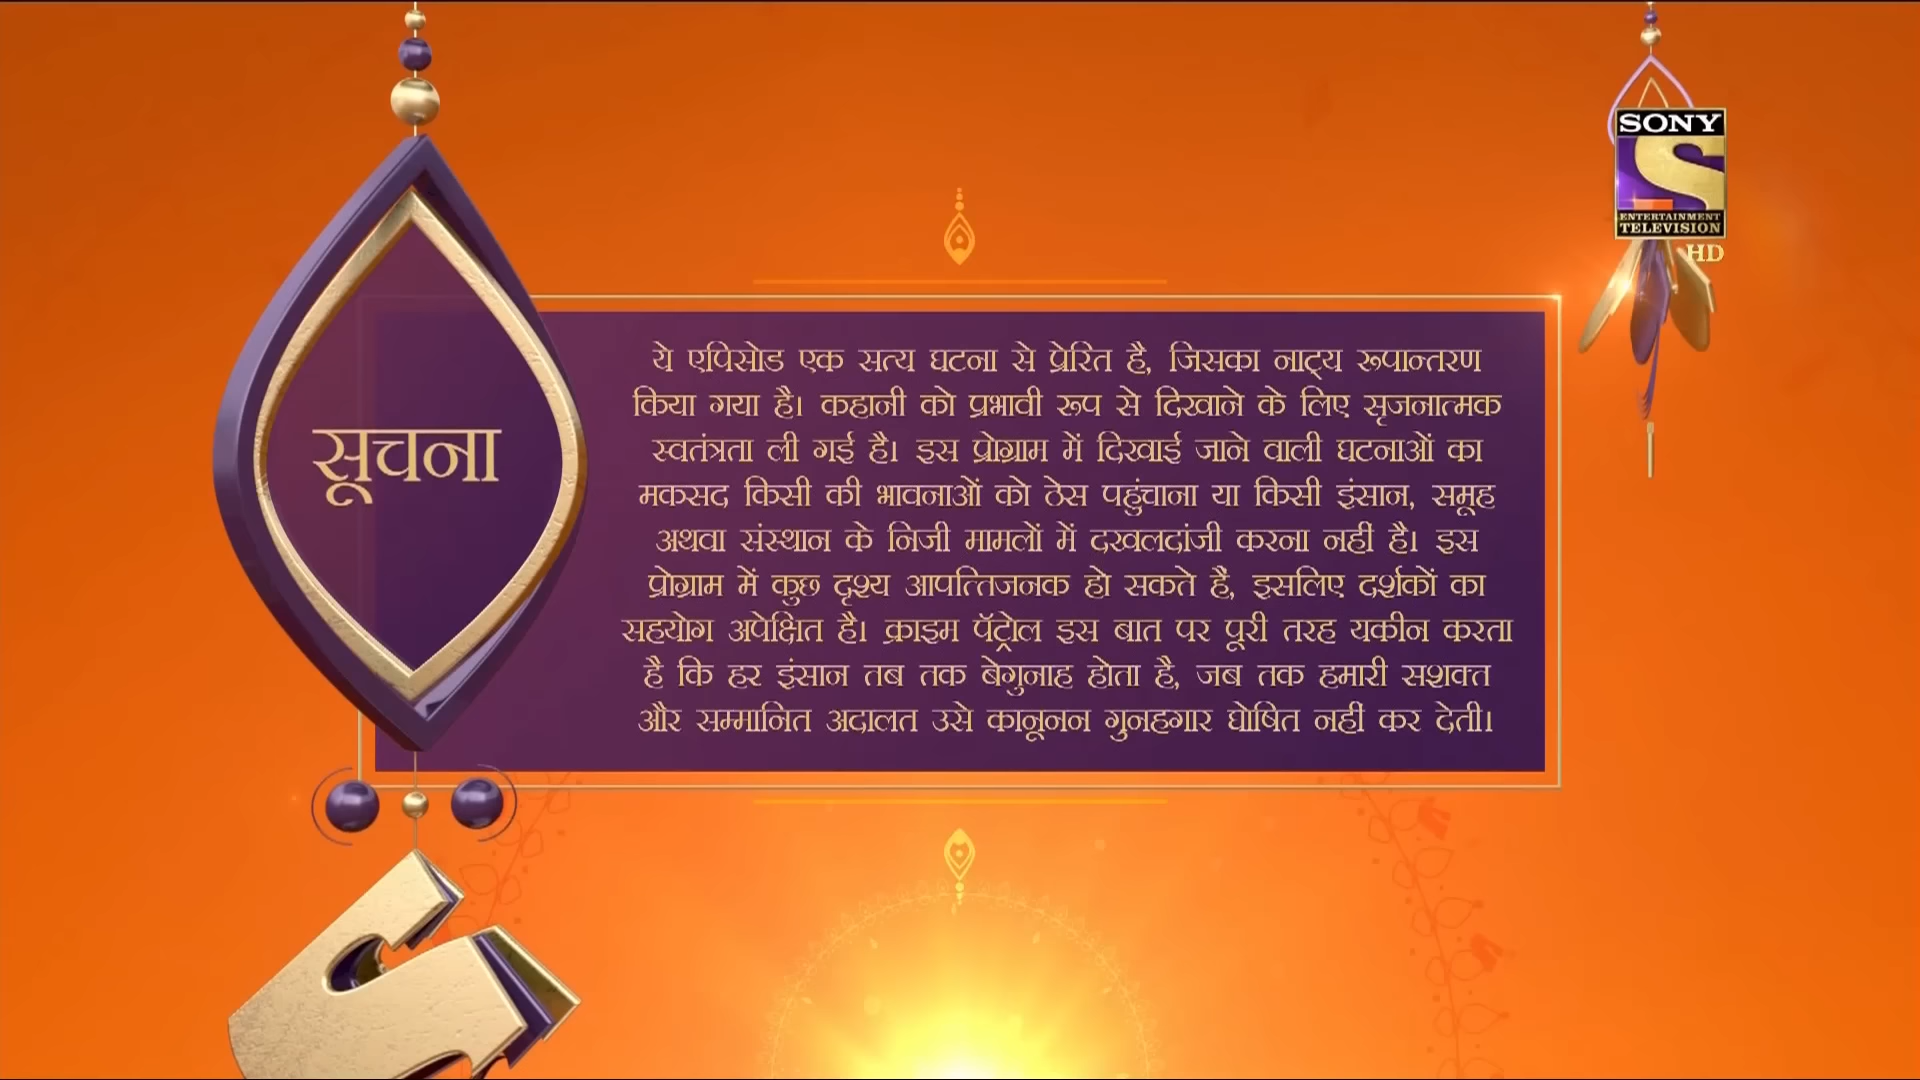 सूचना
ये एपिसोड एक सत्य घटना से प्रेरित है, जिसका नाट्य रूपान्तरण
किया गया है। कहानी को प्रभावी रूप से दिखाने के लिए सृजनात्मक
स्वतंत्रता ली गई है। इस प्रोग्राम में दिखाई जाने वाली घटनाओं का
मकसद किसी की भावनाओं को ठेस पहुंचाना या किसी इंसान, समूह
अथवा संस्थान के निजी मामलों में दखलदांजी करना नहीं है। इस
प्रोग्राम में कुछ दृश्य आपत्तिजनक हो सकते हैं, इसलिए दर्शकों का
सहयोग अपेक्षित है। क्राइम पॅट्रोल इस बात पर पूरी तरह यकीन करता
है कि हर इंसान तब तक बेगुनाह होता है, जब तक हमारी सशक्त
और सम्मानित अदालत उसे कानूनन गुनहगार घोषित नहीं कर देती।
SONY
ENTERTAINMENT
TELEVISION
HD